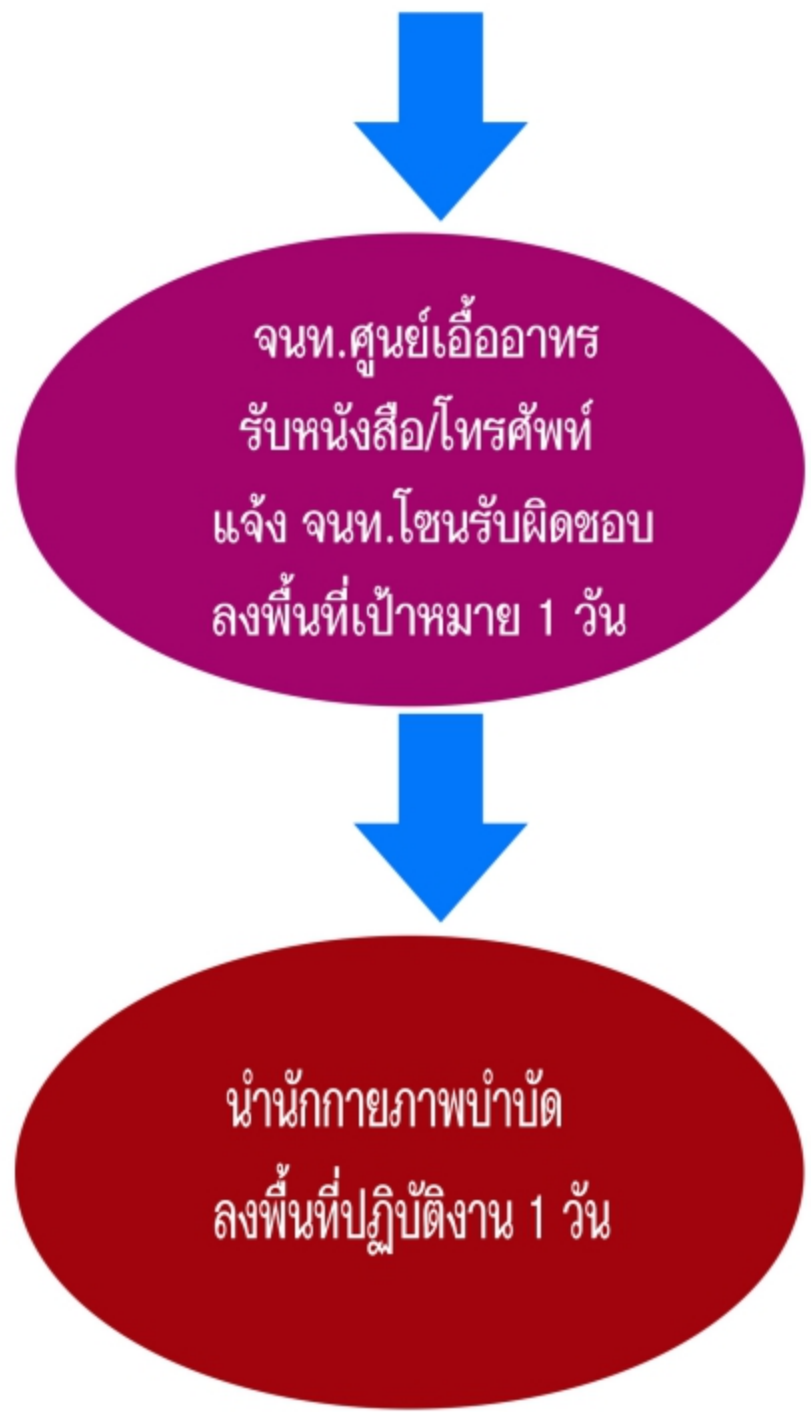 จนท.ศูนย์เอื้ออาทร
รับหนังสือ/โทรศัพท์
แจ้ง จนท.โซนรับผิดชอบ
ลงพื้นที่เป้าหมาย 1 วัน
นำนักกายภาพบำบัด
ลงพื้นที่ปฏิบัติงาน 1 วัน